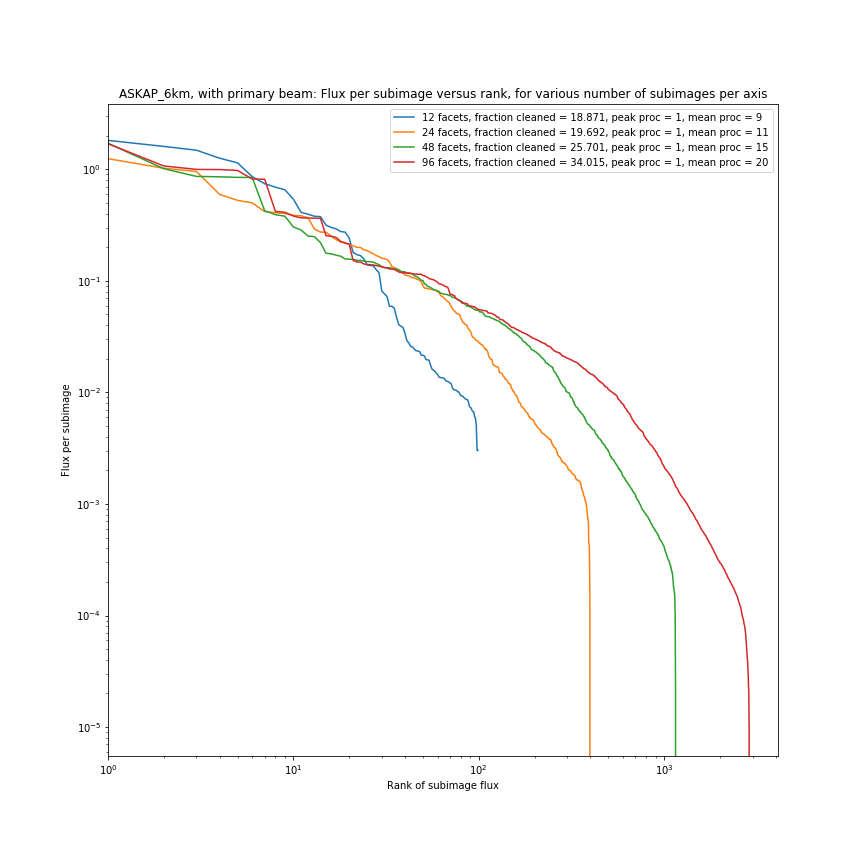 ASKAP_6km, with primary beam: Flux per subimage versus rank, for various number of subimages per axis
12 facets, fraction cleaned = 18.871, peak proc = 1, mean proc = 9
24 facets, fraction cleaned = 19.692, peak proc = 1, mean proc = 11
48 facets, fraction cleaned = 25.701, peak proc = 1, mean proc = 15
96 facets, fraction cleaned = 34.015, peak proc = 1, mean proc = 20
Flux per subimage
10⁰
10⁻¹
10⁻²
10⁻³
10⁻⁴
10⁻⁵
10⁰ 10¹ 10² 10³
Rank of subimage flux